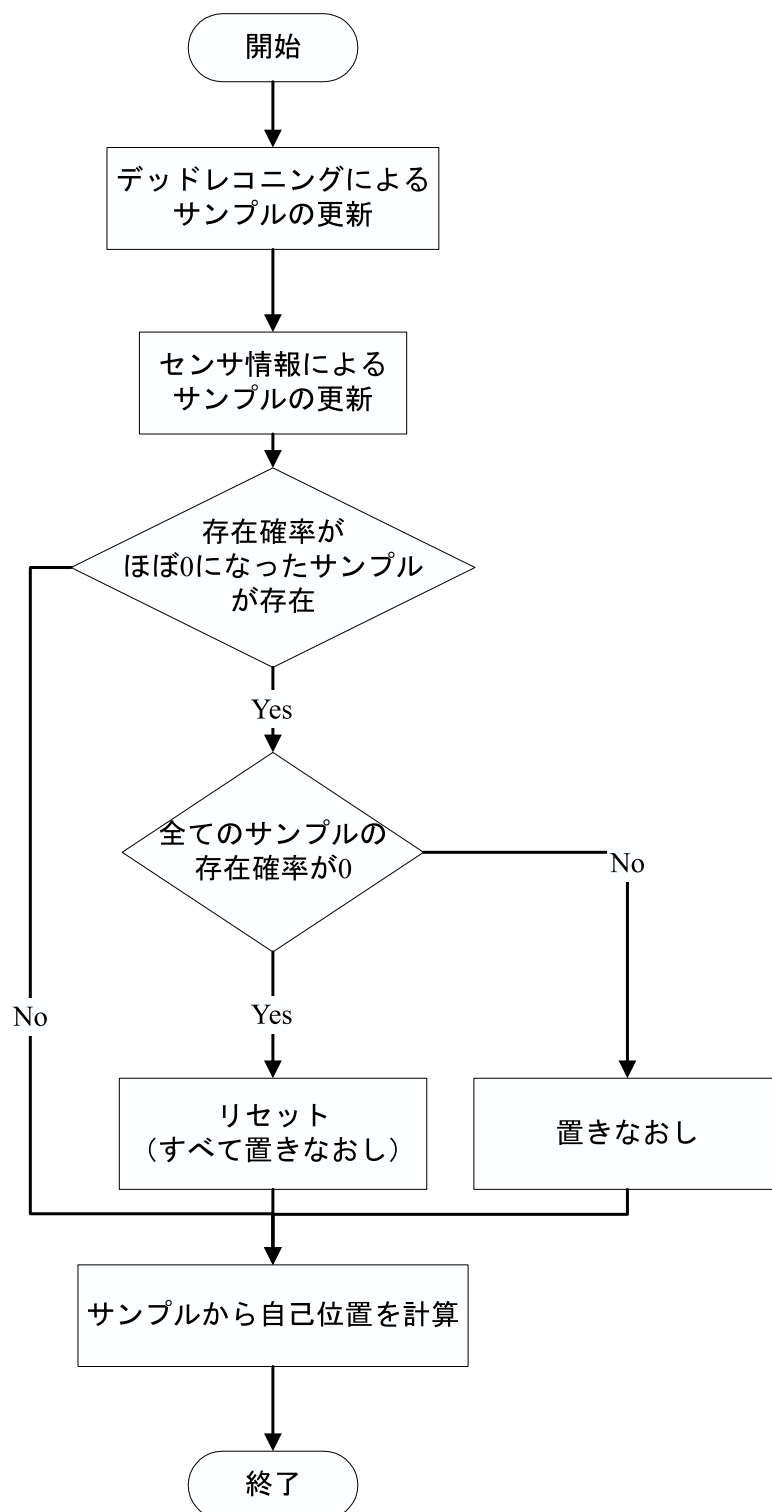 開始
デッドレコニングによる
サンプルの更新
センサ情報による
サンプルの更新
存在確率が
ほぼ0になったサンプル
が存在
Yes
全てのサンプルの
存在確率が0
No
No
Yes
リセット
（すべて置きなおし）
置きなおし
サンプルから自己位置を計算
終了